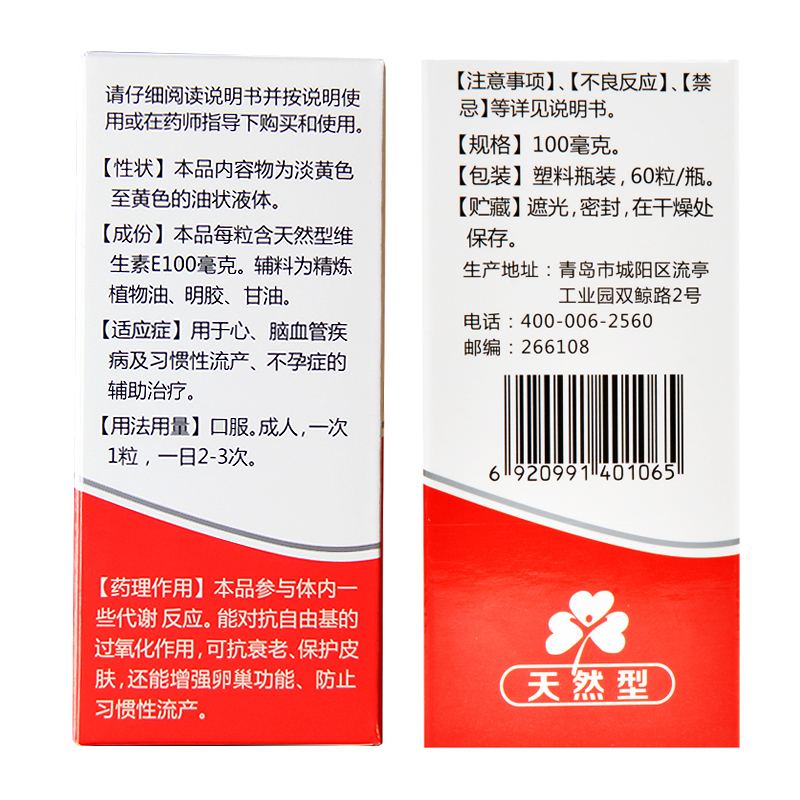 请仔细阅读说明书并按说明使
用或在药师指导下购买和使用。
【性状】本品内容物为淡黄色
至黄色的油状液体。
【成份】本品每粒含天然型维
生素E100毫克。辅料为精炼
植物油、明胶、甘油。
【适应症】用于心、脑血管疾
病及习惯性流产、不孕症的
辅助治疗。
【用法用量】口服。成人，一次
1粒，一日2-3次。
【药理作用】本品参与体内一
些代谢反应。能对抗自由基的
过氧化作用，可抗衰老、保护皮
肤，还能增强卵巢功能、防止
习惯性流产。
【注意事项】、【不良反应】、【禁
忌】等详见说明书。
【规格】100毫克。
【包装】塑料瓶装，60粒/瓶。
【贮藏】遮光，密封，在干燥处
保存。
生产地址：青岛市城阳区流亭
工业园双鲸路2号
电话：400-006-2560
邮编：266108
6 920991 401065
天然型